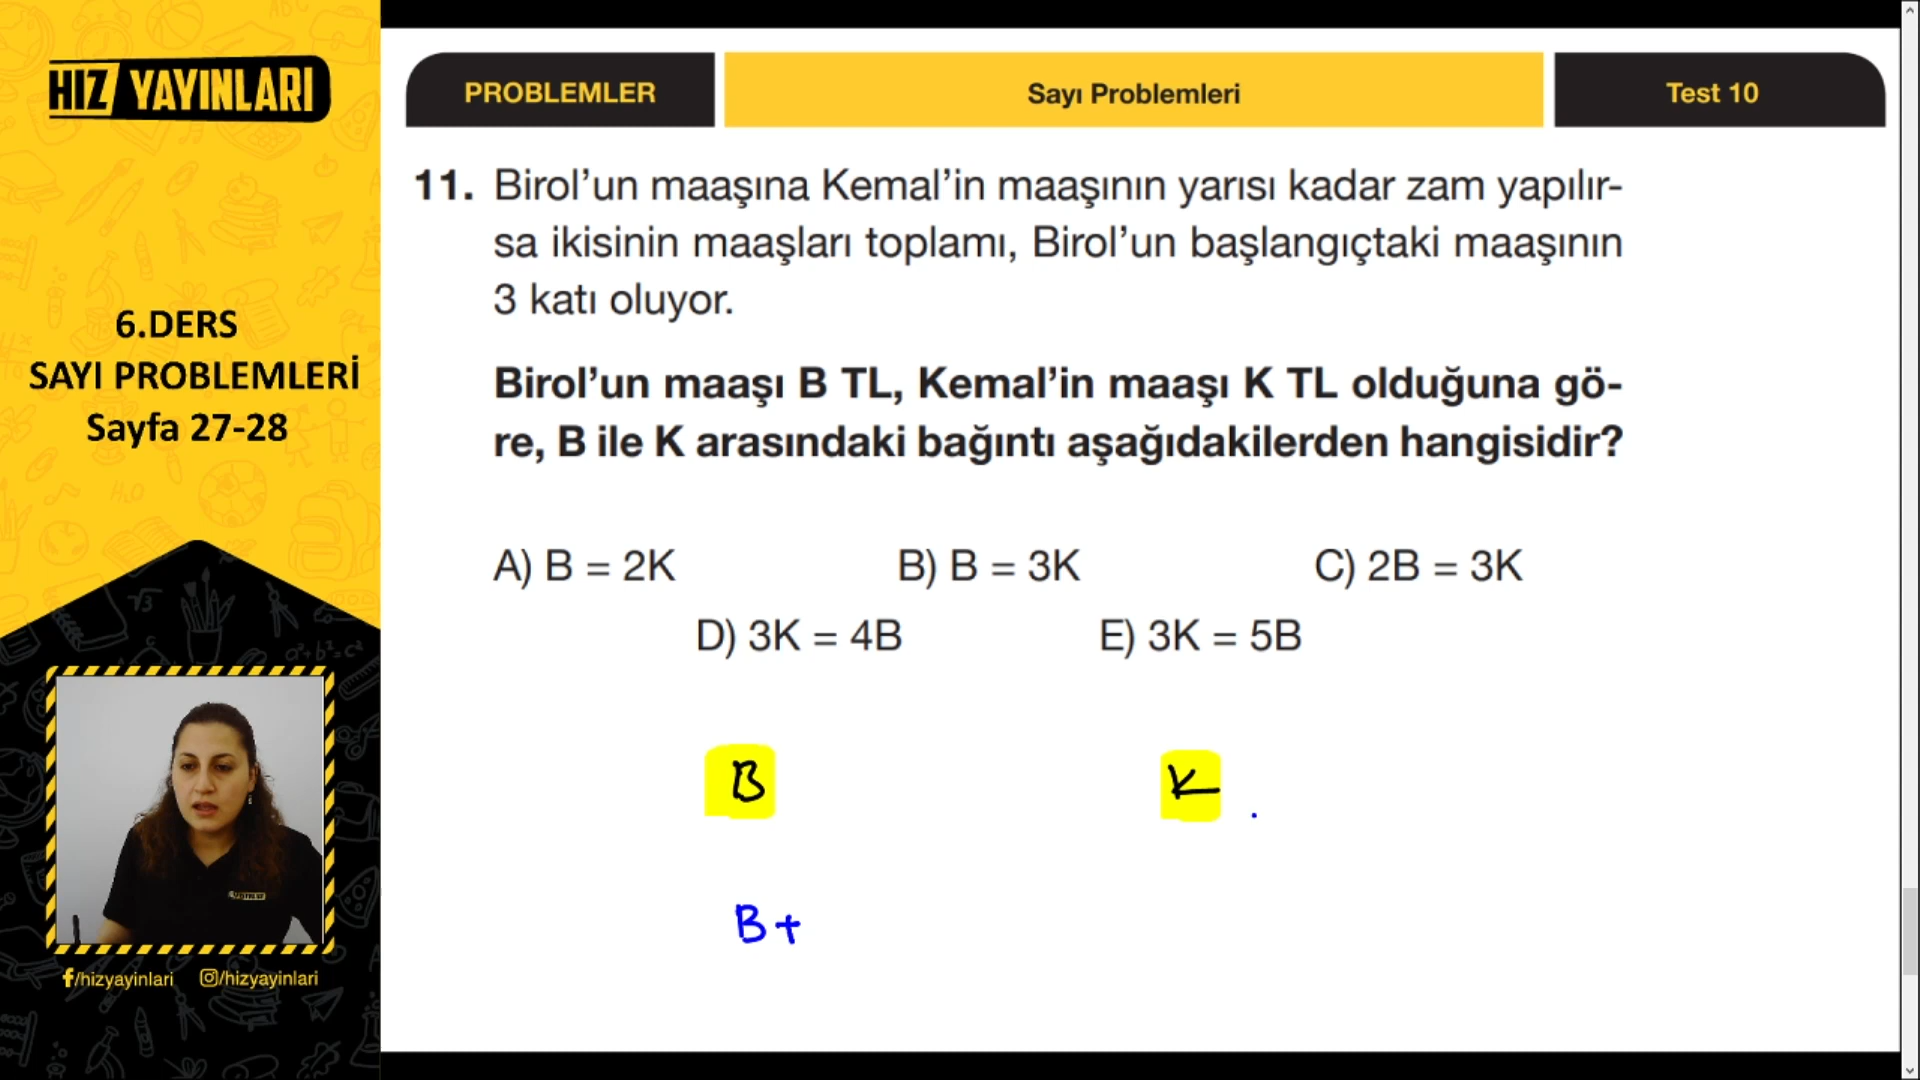 HIZ YAYINLARI
6.DERS
SAYI PROBLEMLERİ
Sayfa 27-28
/hizyayinlari /hizyayinlari
PROBLEMLER
Sayı Problemleri
Test 10
11. Birol’un maaşına Kemal’in maaşının yarısı kadar zam yapılır-
sa ikisinin maaşları toplamı, Birol’un başlangıçtaki maaşının
3 katı oluyor.
Birol’un maaşı B TL, Kemal’in maaşı K TL olduğuna gö-
re, B ile K arasındaki bağıntı aşağıdakilerden hangisidir?
A) B = 2K B) B = 3K C) 2B = 3K
D) 3K = 4B E) 3K = 5B
B K
B+